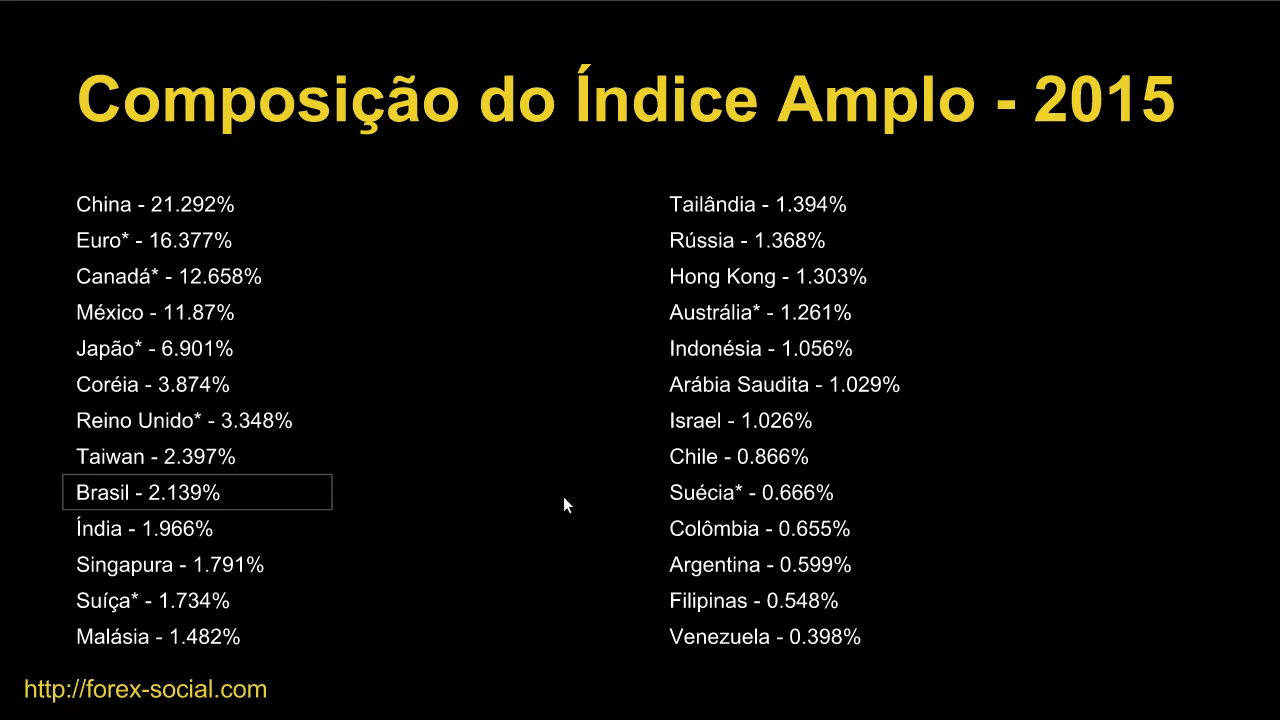 Composição do Índice Amplo - 2015
China - 21.292%
Euro* - 16.377%
Canadá* - 12.658%
México - 11.87%
Japão* - 6.901%
Coréia - 3.874%
Reino Unido* - 3.348%
Taiwan - 2.397%
Brasil - 2.139%
Índia - 1.966%
Singapura - 1.791%
Suíça* - 1.734%
Malásia - 1.482%
Tailândia - 1.394%
Rússia - 1.368%
Hong Kong - 1.303%
Austrália* - 1.261%
Indonésia - 1.056%
Arábia Saudita - 1.029%
Israel - 1.026%
Chile - 0.866%
Suécia* - 0.666%
Colômbia - 0.655%
Argentina - 0.599%
Filipinas - 0.548%
Venezuela - 0.398%
http://forex-social.com